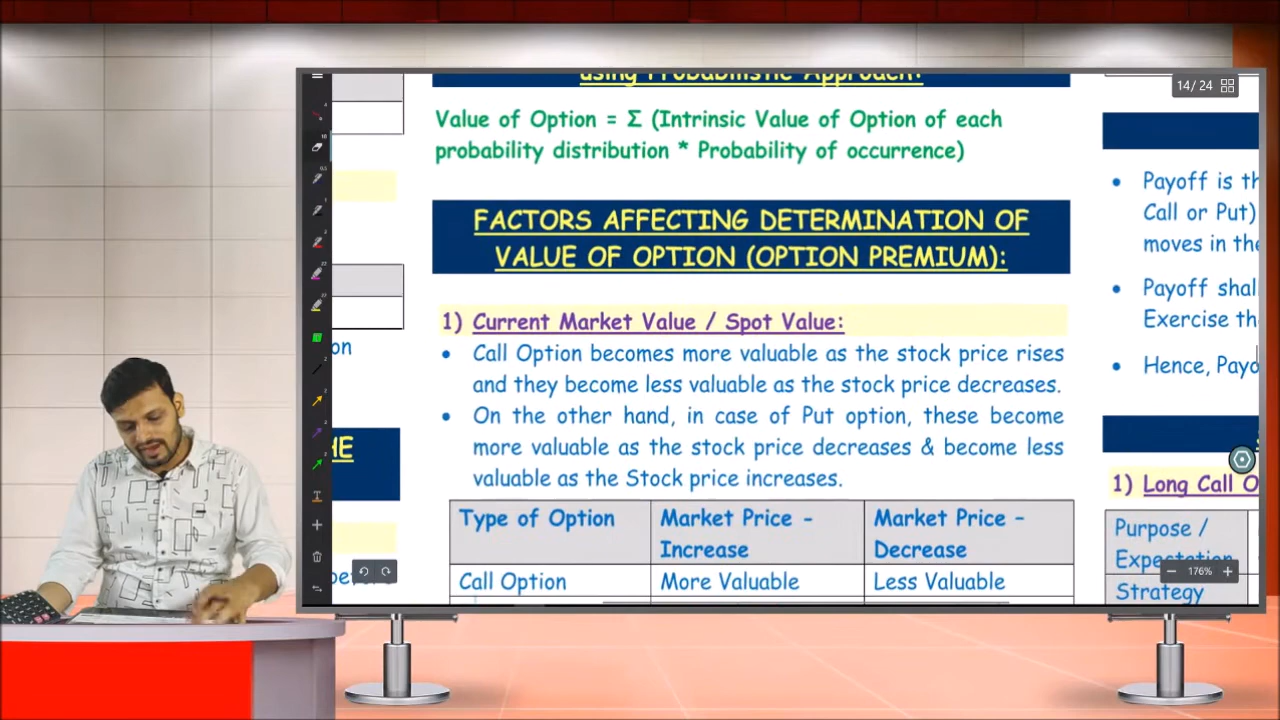 using Probabilistic Approach:
14/24
Value of Option = Σ (Intrinsic Value of Option of each
probability distribution * Probability of occurrence)
FACTORS AFFECTING DETERMINATION OF
VALUE OF OPTION (OPTION PREMIUM):
1) Current Market Value / Spot Value:
• Call Option becomes more valuable as the stock price rises
and they become less valuable as the stock price decreases.
• On the other hand, in case of Put option, these become
more valuable as the stock price decreases & become less
valuable as the Stock price increases.
Type of Option Market Price - Increase Market Price – Decrease
Call Option More Valuable Less Valuable
• Payoff is
Call or Put)
moves in
• Payoff
Exercise
• Hence,
1) Long Call
Purpose /
Expectation
Strategy
176%